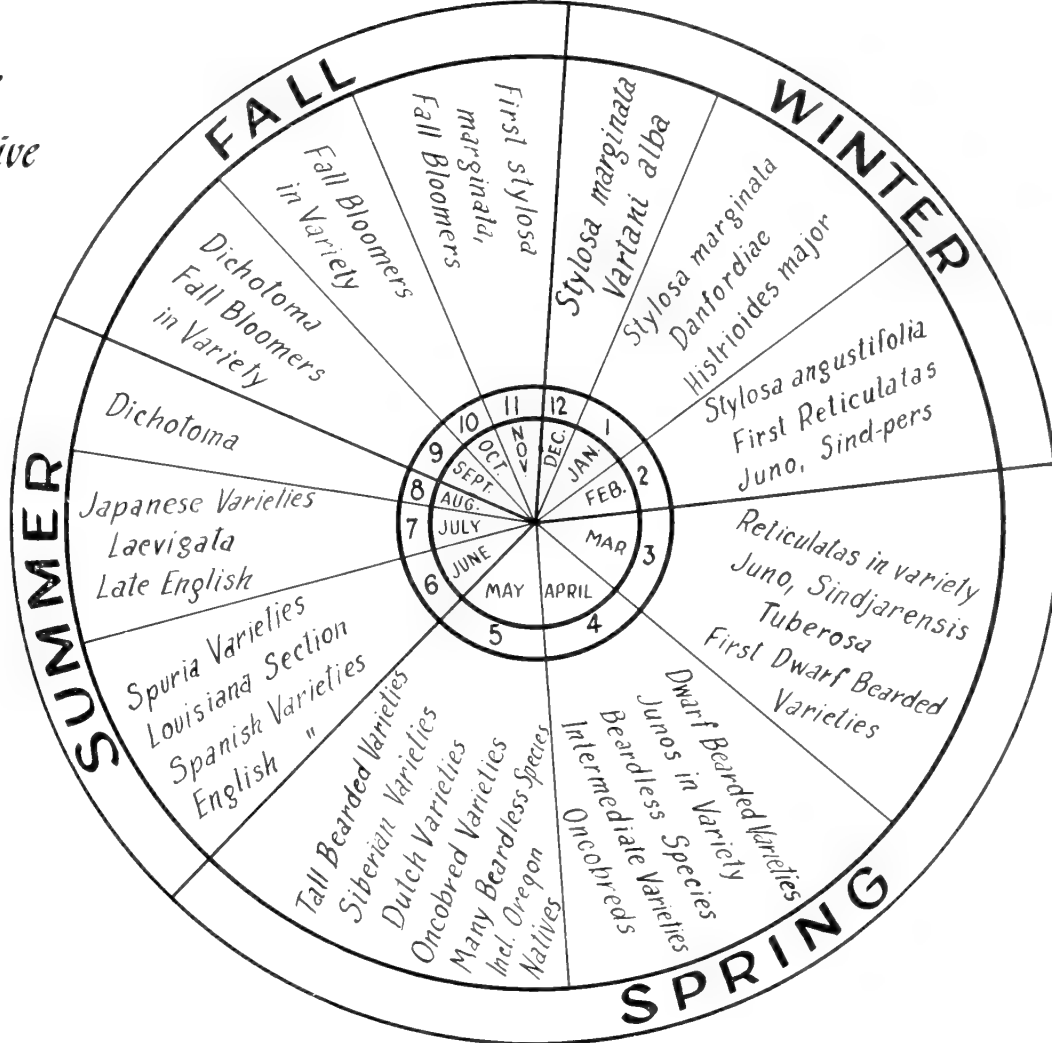 ive
FALL
WINTER
SPRING
SUMMER
Stylosa marginata
Vartani alba
Stylosa marginata
Danfordiae
Histrioides major
Stylosa angustifolia
First Reticulatas
Juno, Sind-pers
Reticulatas in variety
Juno, Sindjarensis
Tuberosa
First Dwarf Bearded
Varieties
Dwarf Bearded Varieties
Junos in Variety
Beardless Species
Intermediate Varieties
Oncobreds
Tall Bearded Varieties
Siberian Varieties
Dutch Varieties
Oncobred Varieties
Many Beardless Species
Incl. Oregon
Natives
Spuria Varieties
Louisiana Section
Spanish Varieties
English "
Japanese Varieties
Laevigata
Late English
Dichotoma
Dichotoma
Fall Bloomers
in Variety
Fall Bloomers
in Variety
First stylosa
marginata,
Fall Bloomers
12
1
2
3
4
5
6
7
8
9
10
11
DEC.
JAN.
FEB.
MAR
APRIL
MAY
JUNE
JULY
AUG.
SEPT.
OCT.
NOV.